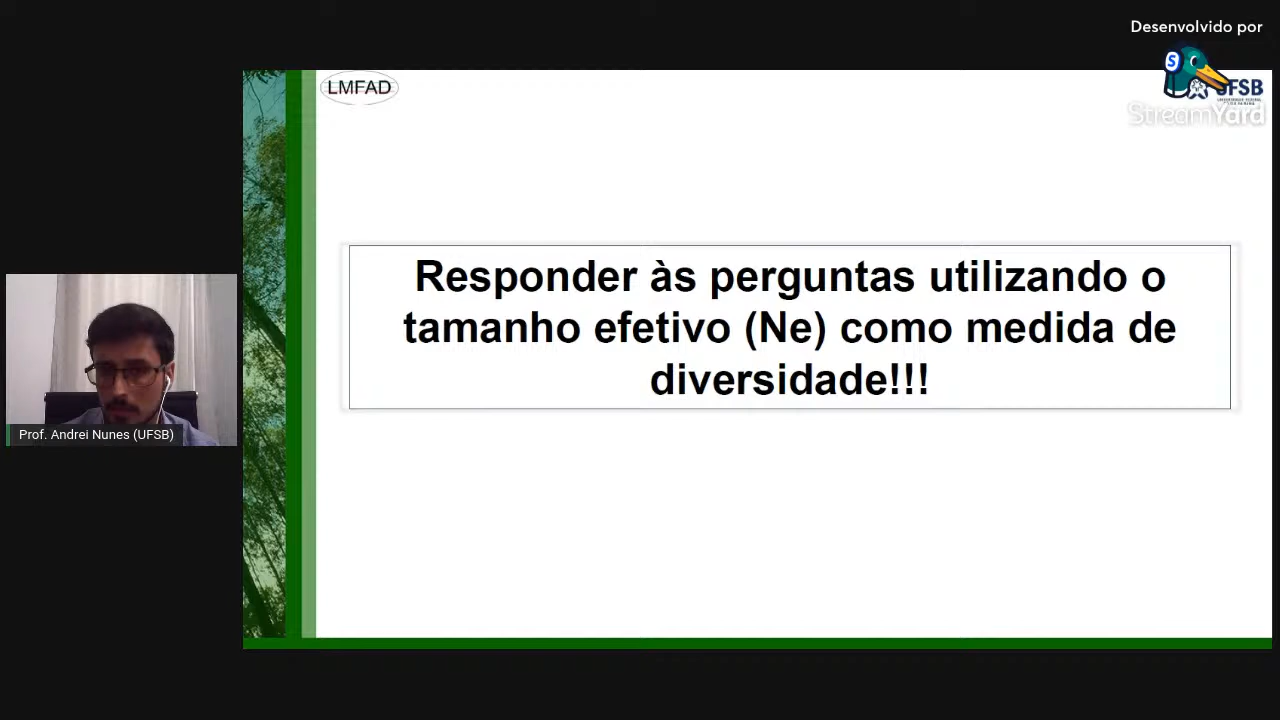 Desenvolvido por
LMFAD
UFSB
StreamYard
Responder às perguntas utilizando o
tamanho efetivo (Ne) como medida de
diversidade!!!
Prof. Andrei Nunes (UFSB)